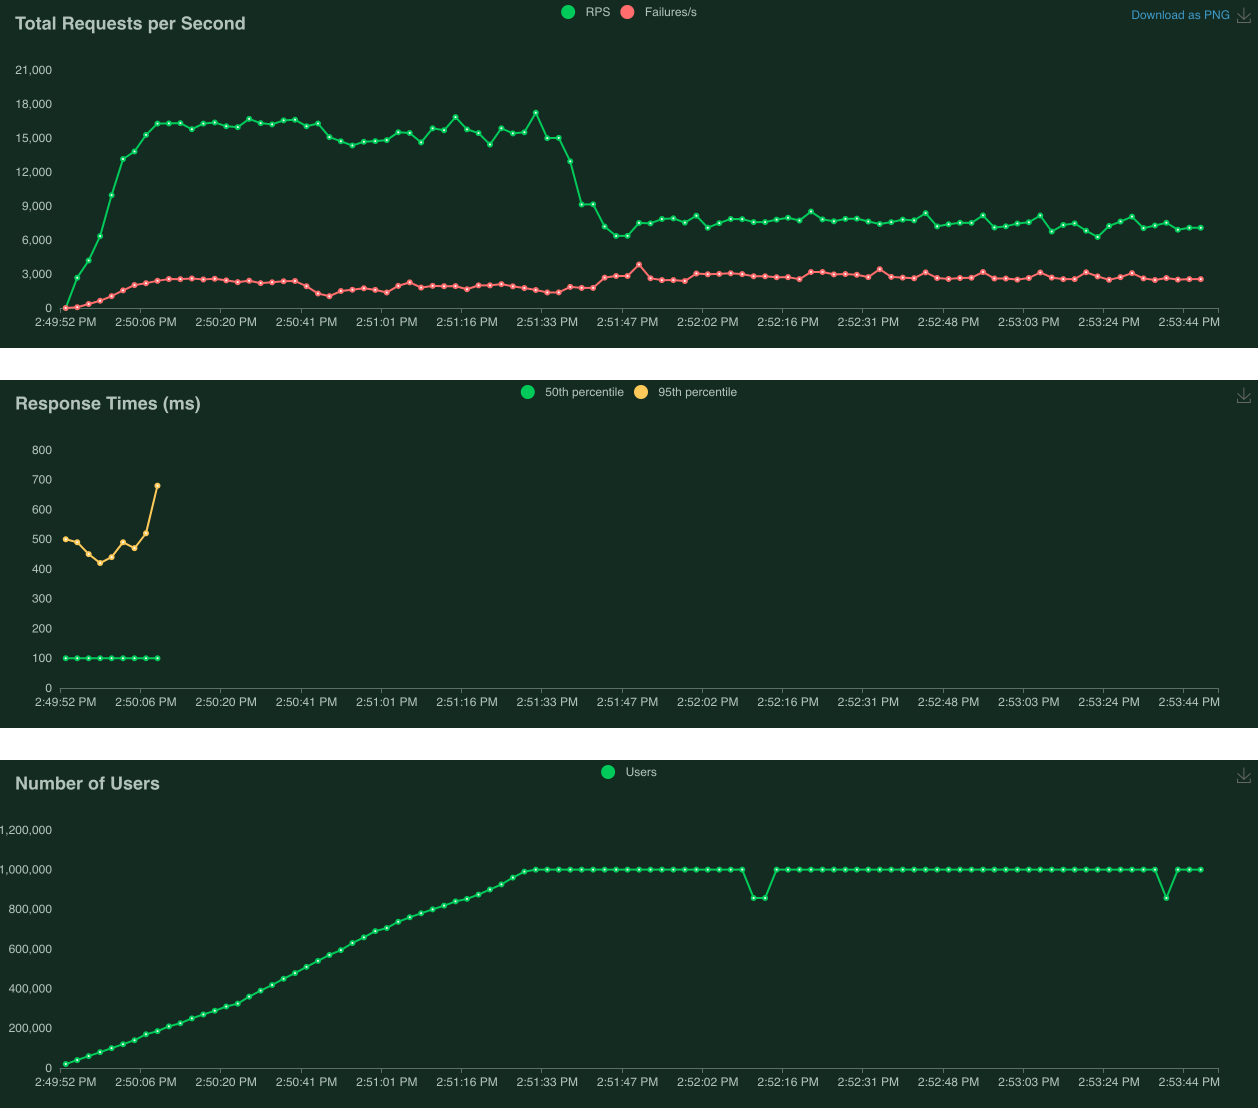 RPS Failures/s
Total Requests per Second
Download as PNG
21,000
18,000
15,000
12,000
9,000
6,000
3,000
0
2:49:52 PM 2:50:06 PM 2:50:20 PM 2:50:41 PM 2:51:01 PM 2:51:16 PM 2:51:33 PM 2:51:47 PM 2:52:02 PM 2:52:16 PM 2:52:31 PM 2:52:48 PM 2:53:03 PM 2:53:24 PM 2:53:44 PM
50th percentile 95th percentile
Response Times (ms)
800
700
600
500
400
300
200
100
0
2:49:52 PM 2:50:06 PM 2:50:20 PM 2:50:41 PM 2:51:01 PM 2:51:16 PM 2:51:33 PM 2:51:47 PM 2:52:02 PM 2:52:16 PM 2:52:31 PM 2:52:48 PM 2:53:03 PM 2:53:24 PM 2:53:44 PM
Users
Number of Users
1,200,000
1,000,000
800,000
600,000
400,000
200,000
0
2:49:52 PM 2:50:06 PM 2:50:20 PM 2:50:41 PM 2:51:01 PM 2:51:16 PM 2:51:33 PM 2:51:47 PM 2:52:02 PM 2:52:16 PM 2:52:31 PM 2:52:48 PM 2:53:03 PM 2:53:24 PM 2:53:44 PM